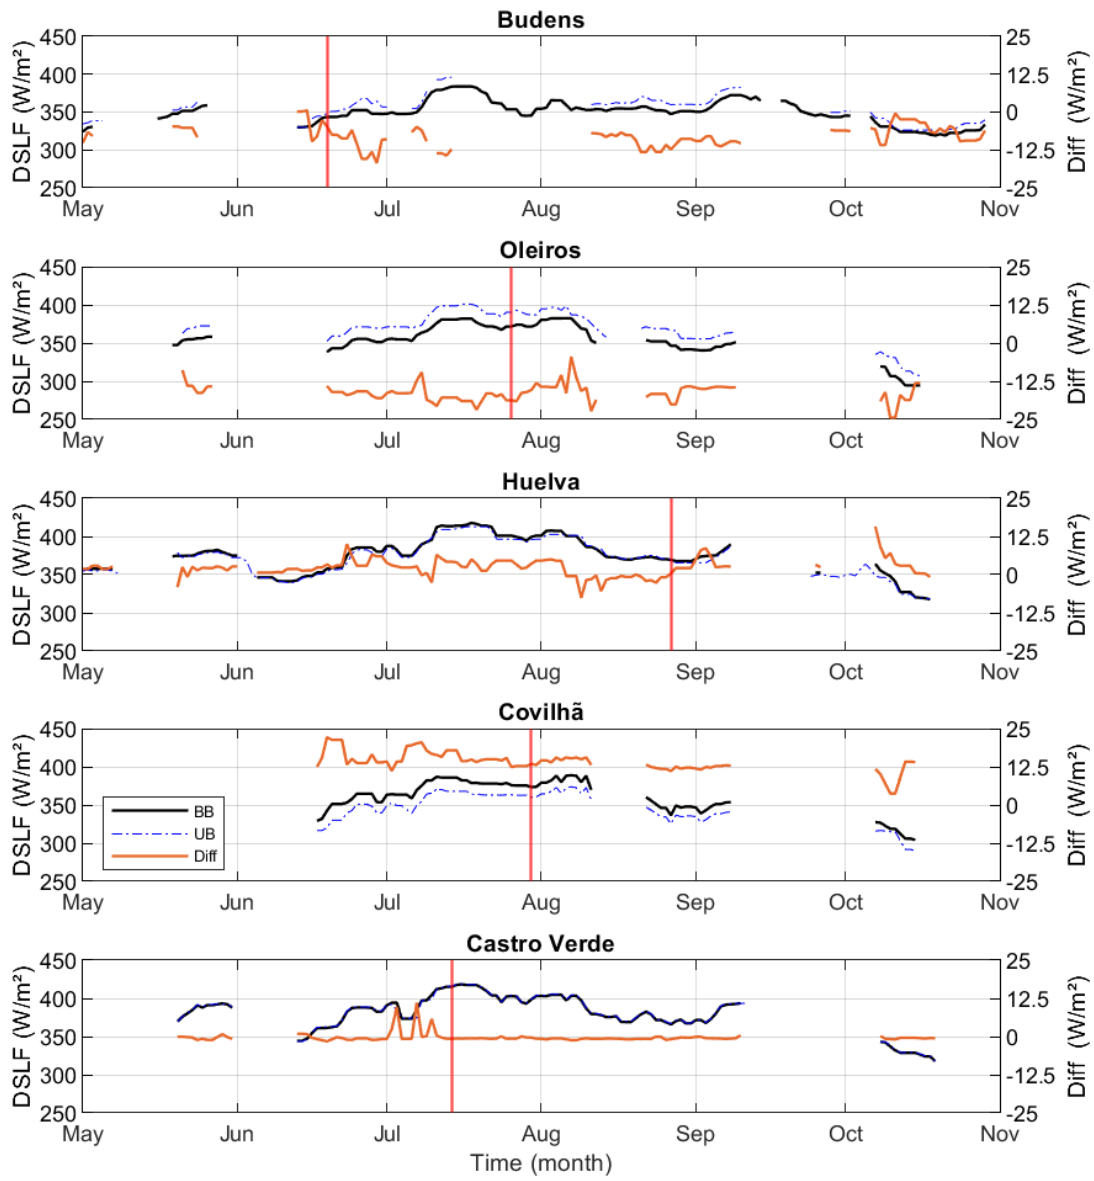 Budens
450
400
350
300
250
DSLF (W/m²)
25
12.5
0
-12.5
-25
Diff (W/m²)
May Jun Jul Aug Sep Oct Nov
Oleiros
450
400
350
300
250
DSLF (W/m²)
25
12.5
0
-12.5
-25
Diff (W/m²)
May Jun Jul Aug Sep Oct Nov
Huelva
450
400
350
300
250
DSLF (W/m²)
25
12.5
0
-12.5
-25
Diff (W/m²)
May Jun Jul Aug Sep Oct Nov
Covilhã
450
400
350
300
250
DSLF (W/m²)
BB
UB
Diff
25
12.5
0
-12.5
-25
Diff (W/m²)
May Jun Jul Aug Sep Oct Nov
Castro Verde
450
400
350
300
250
DSLF (W/m²)
25
12.5
0
-12.5
-25
Diff (W/m²)
May Jun Jul Aug Sep Oct Nov
Time (month)